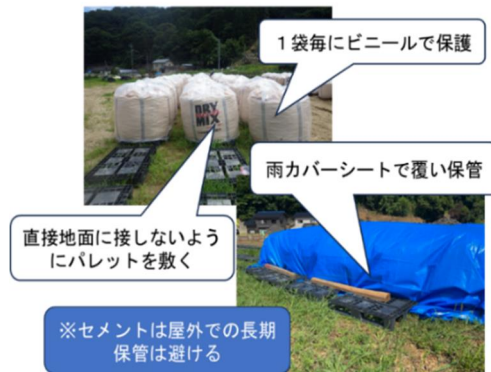 1袋毎にビニールで保護
DRY
MIX
雨カバーシートで覆い保管
直接地面に接しないよう
にパレットを敷く
※セメントは屋外での長期
保管は避ける